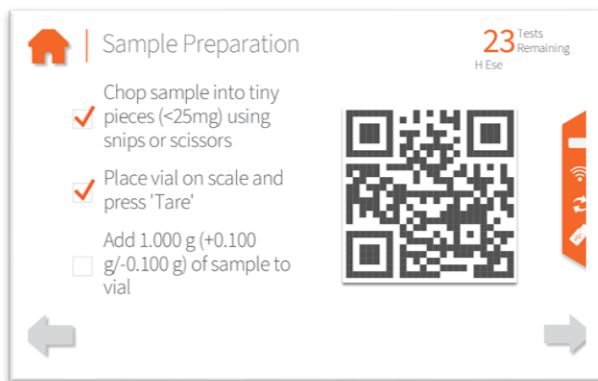 Sample Preparation
23 Tests
Remaining
H Ese
Chop sample into tiny
pieces (<25mg) using
snips or scissors
Place vial on scale and
press 'Tare'
Add 1.000 g (+0.100
g/-0.100 g) of sample to
vial